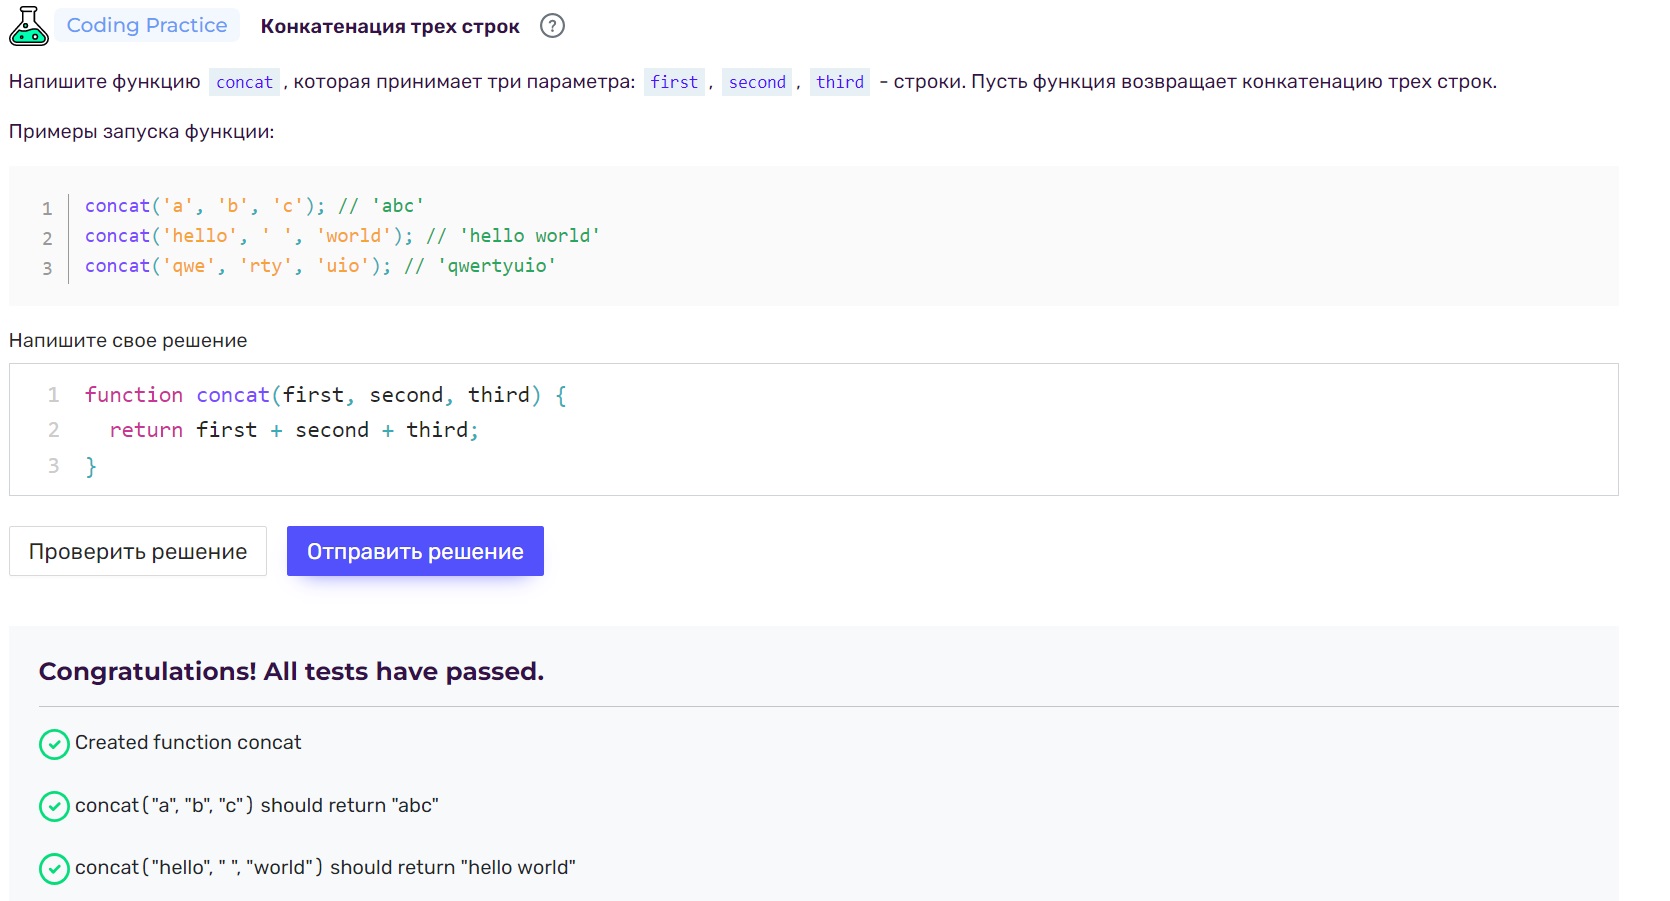 Coding Practice Конкатенация трех строк ?
Напишите функцию concat , которая принимает три параметра: first , second , third - строки. Пусть функция возвращает конкатенацию трех строк.
Примеры запуска функции:
1 concat('a', 'b', 'c'); // 'abc'
2 concat('hello', ' ', 'world'); // 'hello world'
3 concat('qwe', 'rty', 'uio'); // 'qwertyuio'
Напишите свое решение
1 function concat(first, second, third) {
2 return first + second + third;
3 }
Проверить решение Отправить решение
Congratulations! All tests have passed.
Created function concat
concat("a", "b", "c") should return "abc"
concat("hello", " ", "world") should return "hello world"